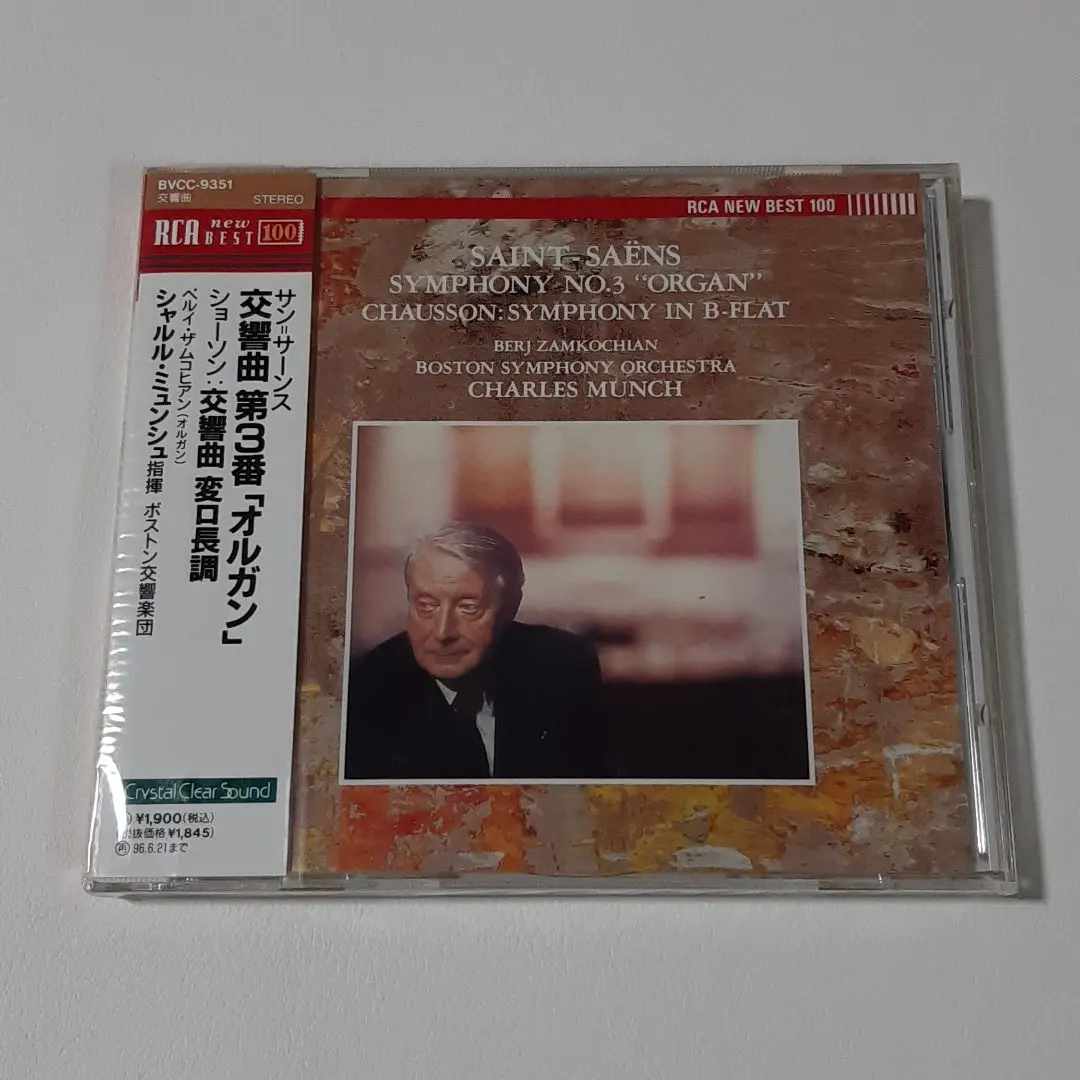 BVCC-9351
交響曲
STEREO
RCA new BEST 100
サン=サーンス
交響曲 第3番「オルガン」
ショーソン:交響曲 変ロ長調
ベルイ・ザムコヒアン(オルガン)
シャルル・ミュンシュ指揮 ボストン交響楽団
Crystal Clear Sound
¥1,900(税込)
抜価格¥1,845)
再 96.6.21まで
RCA NEW BEST 100
SAINT-SAËNS
SYMPHONY NO.3 “ORGAN”
CHAUSSON: SYMPHONY IN B-FLAT
BERJ ZAMKOCHIAN
BOSTON SYMPHONY ORCHESTRA
CHARLES MUNCH